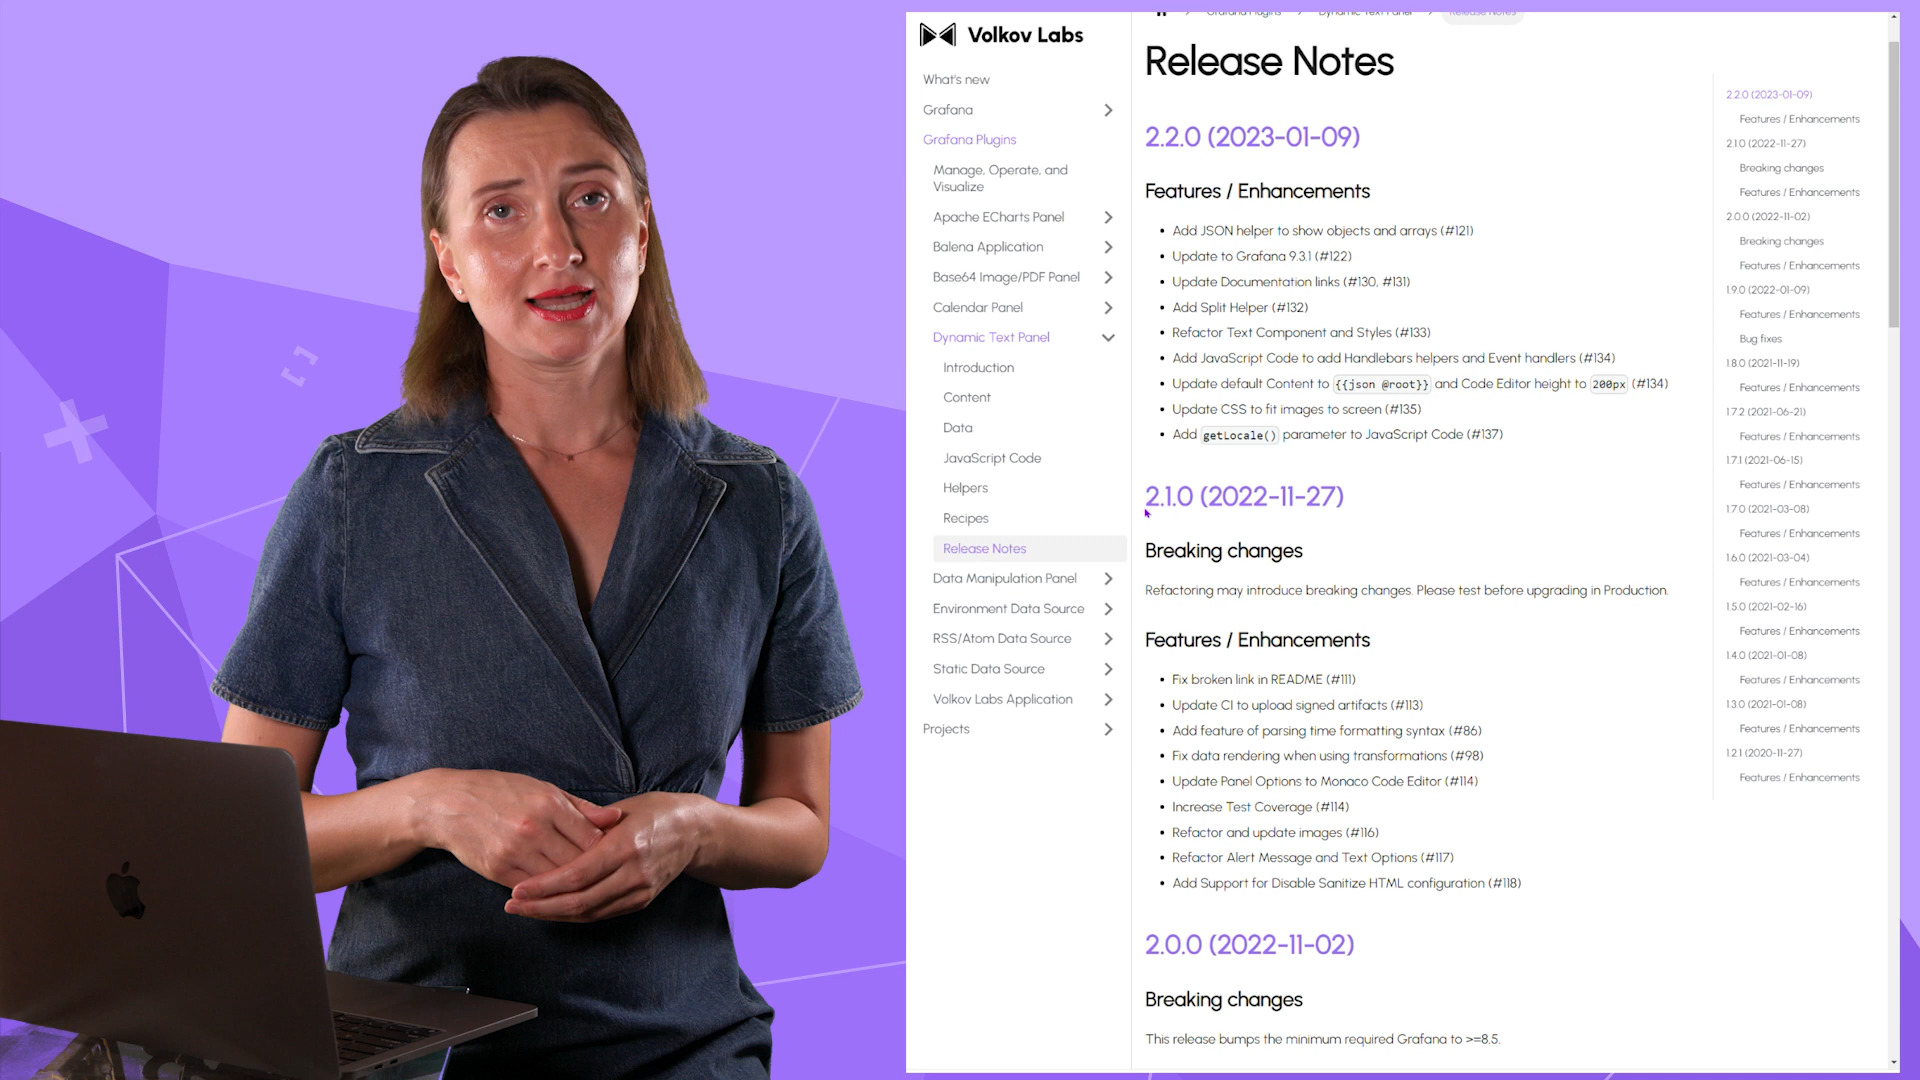 Volkov Labs
What's new
Grafana
Grafana Plugins
Manage, Operate, and
Visualize
Apache ECharts Panel
Balena Application
Base64 Image/PDF Panel
Calendar Panel
Dynamic Text Panel
Introduction
Content
Data
JavaScript Code
Helpers
Recipes
Release Notes
Data Manipulation Panel
Environment Data Source
RSS/Atom Data Source
Static Data Source
Volkov Labs Application
Projects
Grafana Plugins > Dynamic Text Panel > Release Notes
Release Notes
2.2.0 (2023-01-09)
Features / Enhancements
• Add JSON helper to show objects and arrays (#121)
• Update to Grafana 9.3.1 (#122)
• Update Documentation links (#130, #131)
• Add Split Helper (#132)
• Refactor Text Component and Styles (#133)
• Add JavaScript Code to add Handlebars helpers and Event handlers (#134)
• Update default Content to {{json @root}} and Code Editor height to 200px (#134)
• Update CSS to fit images to screen (#135)
• Add getLocale() parameter to JavaScript Code (#137)
2.1.0 (2022-11-27)
Breaking changes
Refactoring may introduce breaking changes. Please test before upgrading in Production.
Features / Enhancements
• Fix broken link in README (#111)
• Update CI to upload signed artifacts (#113)
• Add feature of parsing time formatting syntax (#86)
• Fix data rendering when using transformations (#98)
• Update Panel Options to Monaco Code Editor (#114)
• Increase Test Coverage (#114)
• Refactor and update images (#116)
• Refactor Alert Message and Text Options (#117)
• Add Support for Disable Sanitize HTML configuration (#118)
2.0.0 (2022-11-02)
Breaking changes
This release bumps the minimum required Grafana to >=8.5.
2.2.0 (2023-01-09)
Features / Enhancements
2.1.0 (2022-11-27)
Breaking changes
Features / Enhancements
2.0.0 (2022-11-02)
Breaking changes
Features / Enhancements
1.9.0 (2022-01-09)
Features / Enhancements
Bug fixes
1.8.0 (2021-11-19)
Features / Enhancements
1.7.2 (2021-06-21)
Features / Enhancements
1.7.1 (2021-06-15)
Features / Enhancements
1.7.0 (2021-03-08)
Features / Enhancements
1.6.0 (2021-03-04)
Features / Enhancements
1.5.0 (2021-02-16)
Features / Enhancements
1.4.0 (2021-01-08)
Features / Enhancements
1.3.0 (2021-01-08)
Features / Enhancements
1.2.1 (2020-11-27)
Features / Enhancements